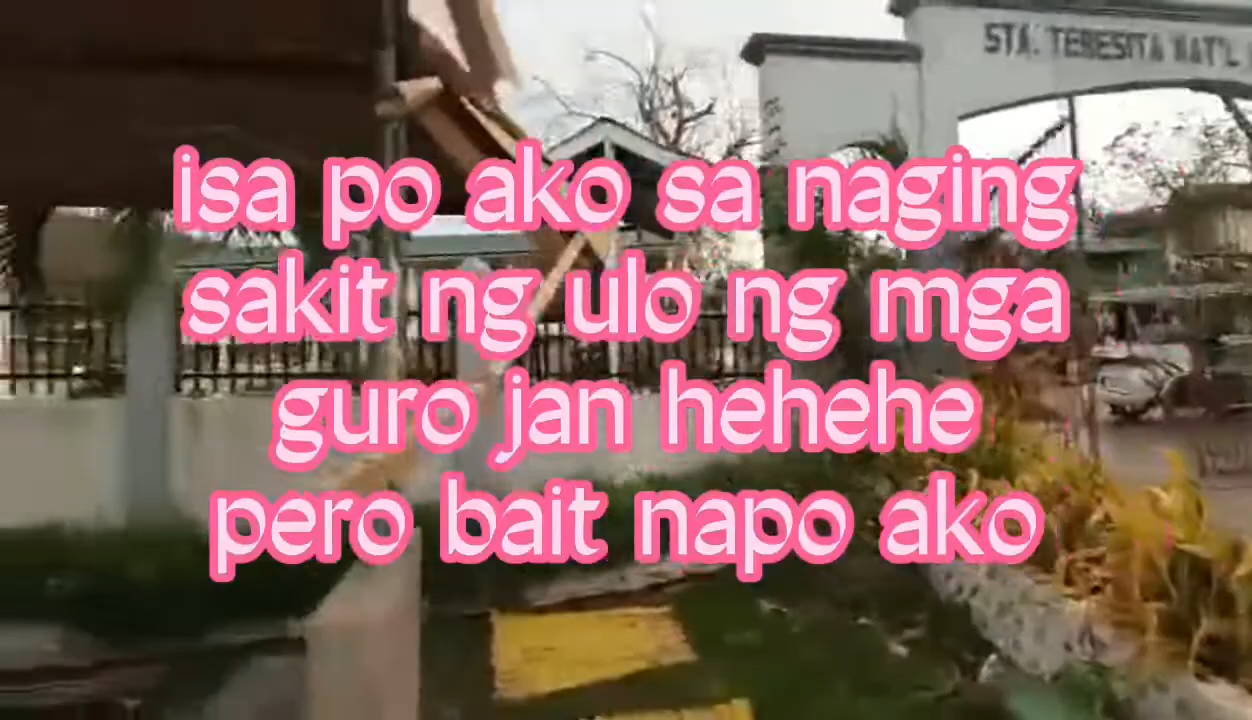 STA. TERESITA NAT'L
isa po ako sa naging
sakit ng ulo ng mga
guro jan hehehe
pero bait napo ako